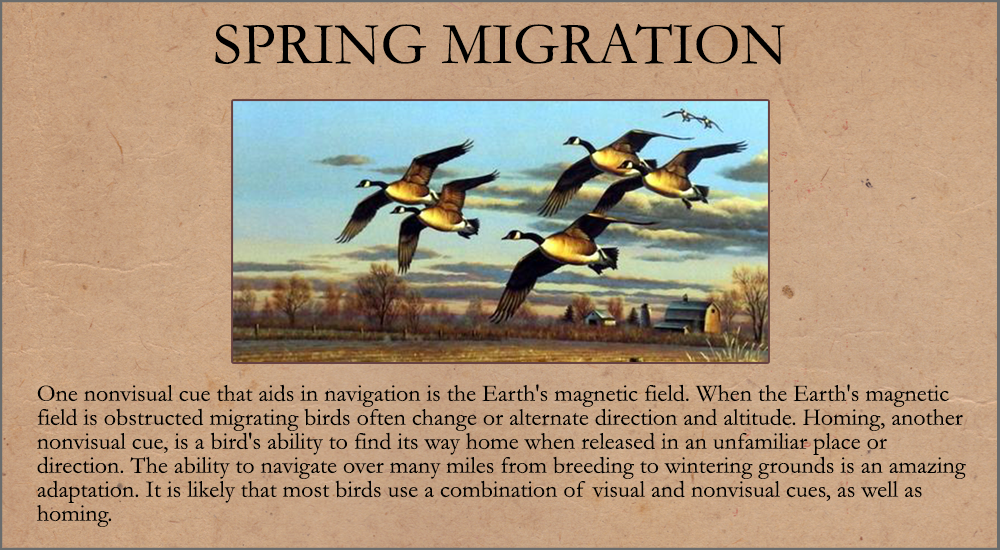 SPRING MIGRATION
One nonvisual cue that aids in navigation is the Earth's magnetic field. When the Earth's magnetic
field is obstructed migrating birds often change or alternate direction and altitude. Homing, another
nonvisual cue, is a bird's ability to find its way home when released in an unfamiliar place or
direction. The ability to navigate over many miles from breeding to wintering grounds is an amazing
adaptation. It is likely that most birds use a combination of visual and nonvisual cues, as well as
homing.